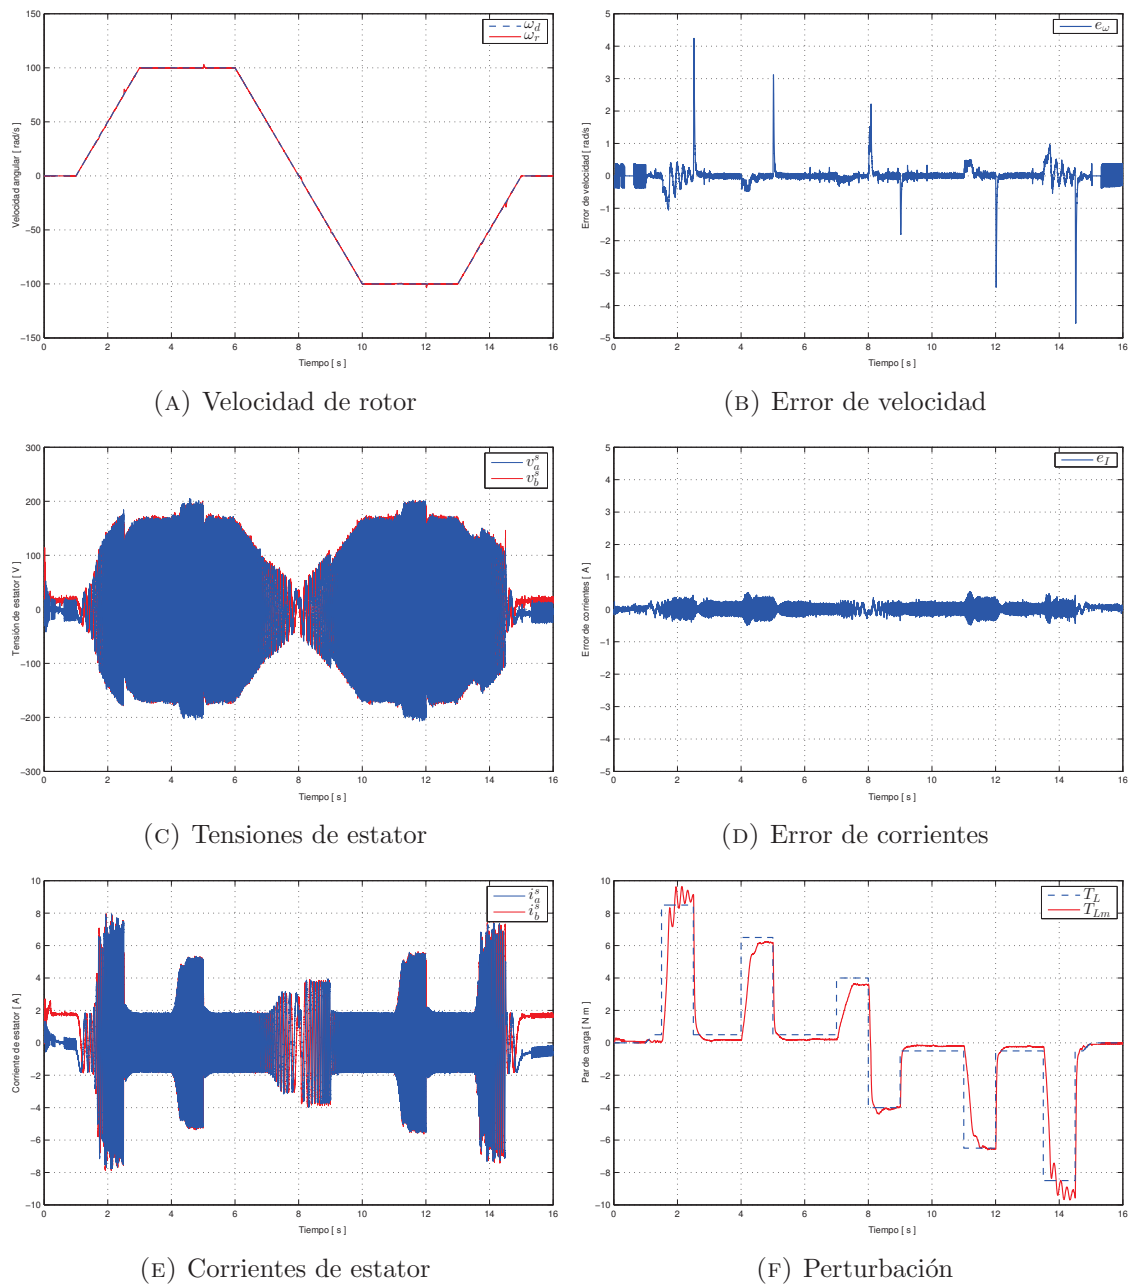 150
100
50
0
−50
−100
−150
0 2 4 6 8 10 12 14 16
Velocidad angular [ rad/s ]
Tiempo [ s ]
ω_d
ω_r
(A) Velocidad de rotor
5
4
3
2
1
0
−1
−2
−3
−4
−5
0 2 4 6 8 10 12 14 16
Error de velocidad [ rad/s ]
Tiempo [ s ]
e_ω
(B) Error de velocidad
300
200
100
0
−100
−200
−300
0 2 4 6 8 10 12 14 16
Tensión de estator [ V ]
Tiempo [ s ]
v_a^s
v_b^s
(C) Tensiones de estator
5
4
3
2
1
0
−1
−2
−3
−4
−5
0 2 4 6 8 10 12 14 16
Error de corrientes [ A ]
Tiempo [ s ]
e_I
(D) Error de corrientes
10
8
6
4
2
0
−2
−4
−6
−8
−10
0 2 4 6 8 10 12 14 16
Corriente de estator [ A ]
Tiempo [ s ]
i_a^s
i_b^s
(E) Corrientes de estator
10
8
6
4
2
0
−2
−4
−6
−8
−10
0 2 4 6 8 10 12 14 16
Par de carga [ N m ]
Tiempo [ s ]
T_L
T_{Lm}
(F) Perturbación